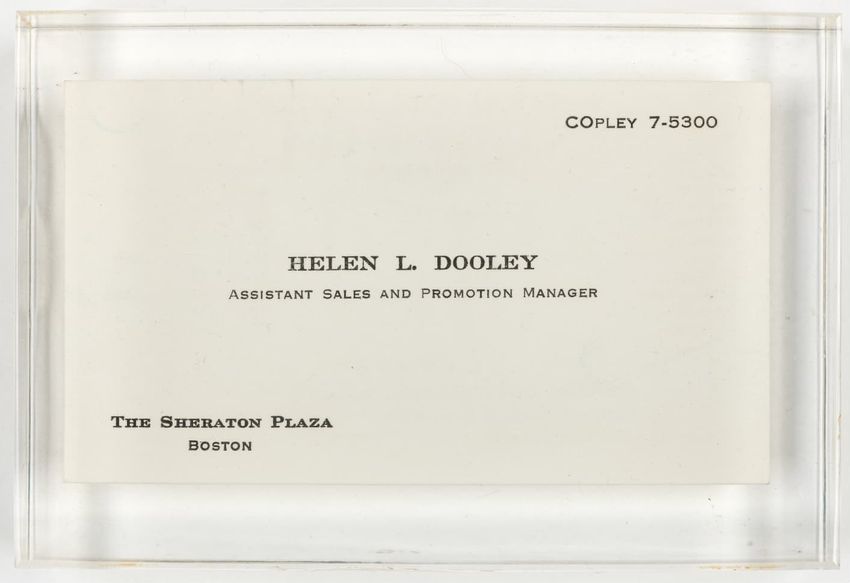 COPLEY 7-5300
HELEN L. DOOLEY
ASSISTANT SALES AND PROMOTION MANAGER
THE SHERATON PLAZA
BOSTON